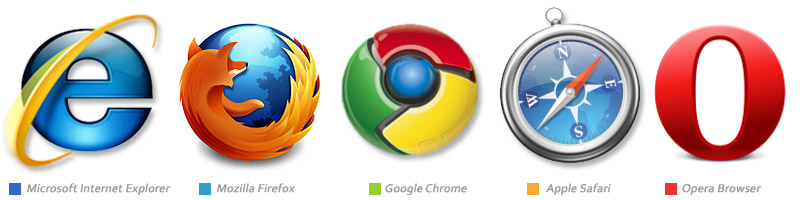 N
W
S
Microsoft Internet Explorer
Mozilla Firefox
Google Chrome
Apple Safari
Opera Browser